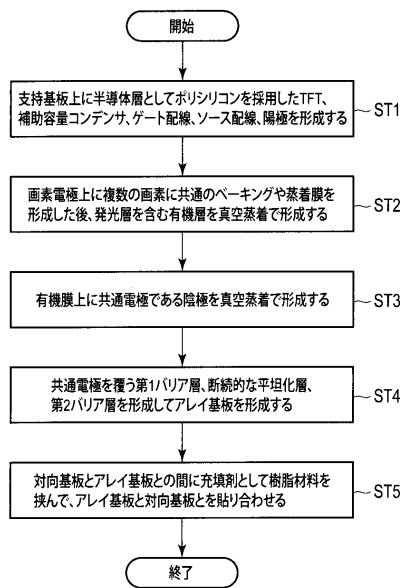 開始
支持基板上に半導体層としてポリシリコンを採用したTFT、
補助容量コンデンサ、ゲート配線、ソース配線、陽極を形成する
ST1
画素電極上に複数の画素に共通のベーキングや蒸着膜を
形成した後、発光層を含む有機層を真空蒸着で形成する
ST2
有機膜上に共通電極である陰極を真空蒸着で形成する
ST3
共通電極を覆う第1バリア層、断続的な平坦化層、
第2バリア層を形成してアレイ基板を形成する
ST4
対向基板とアレイ基板との間に充填剤として樹脂材料を
挟んで、アレイ基板と対向基板とを貼り合わせる
ST5
終了